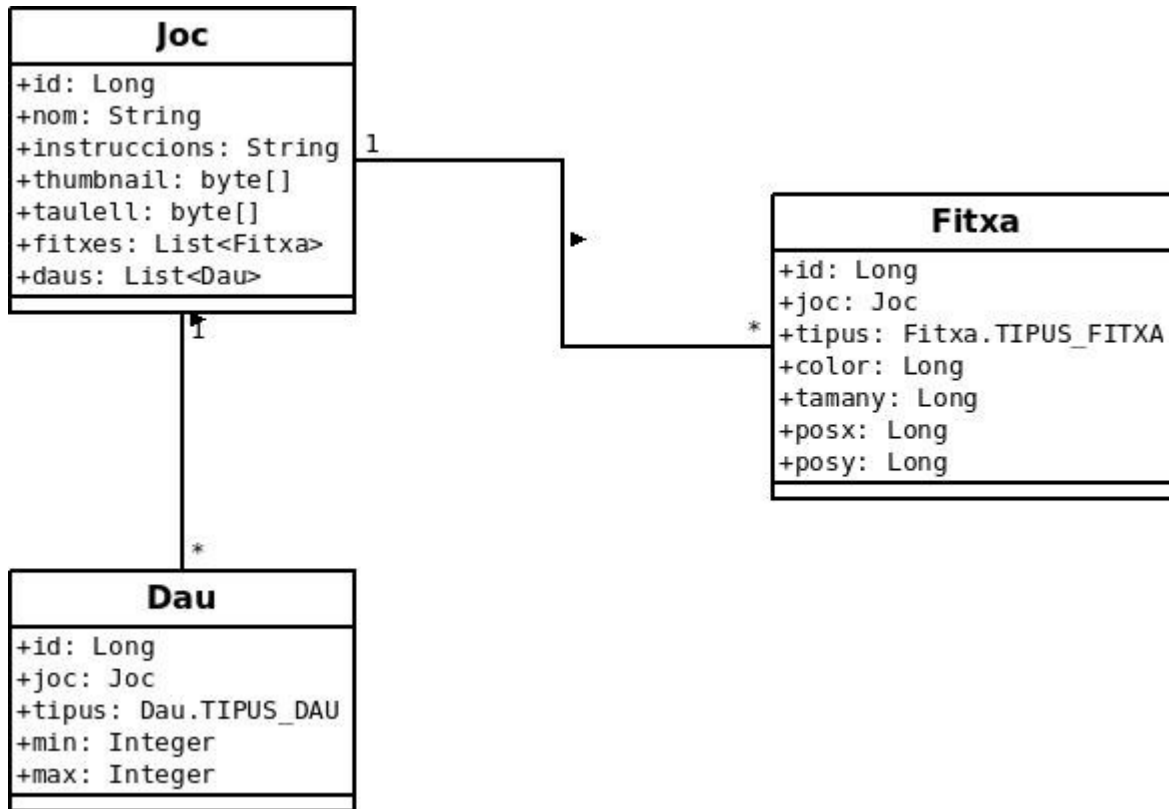 Joc
+id: Long
+nom: String
+instruccions: String
+thumbnail: byte[]
+taulell: byte[]
+fitxes: List<Fitxa>
+daus: List<Dau>
1
*
1
*
Fitxa
+id: Long
+joc: Joc
+tipus: Fitxa.TIPUS_FITXA
+color: Long
+tamany: Long
+posx: Long
+posy: Long
Dau
+id: Long
+joc: Joc
+tipus: Dau.TIPUS_DAU
+min: Integer
+max: Integer